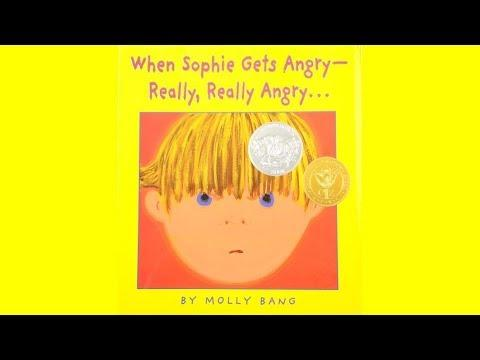 When Sophie Gets Angry—
Really, Really Angry...
BY MOLLY BANG